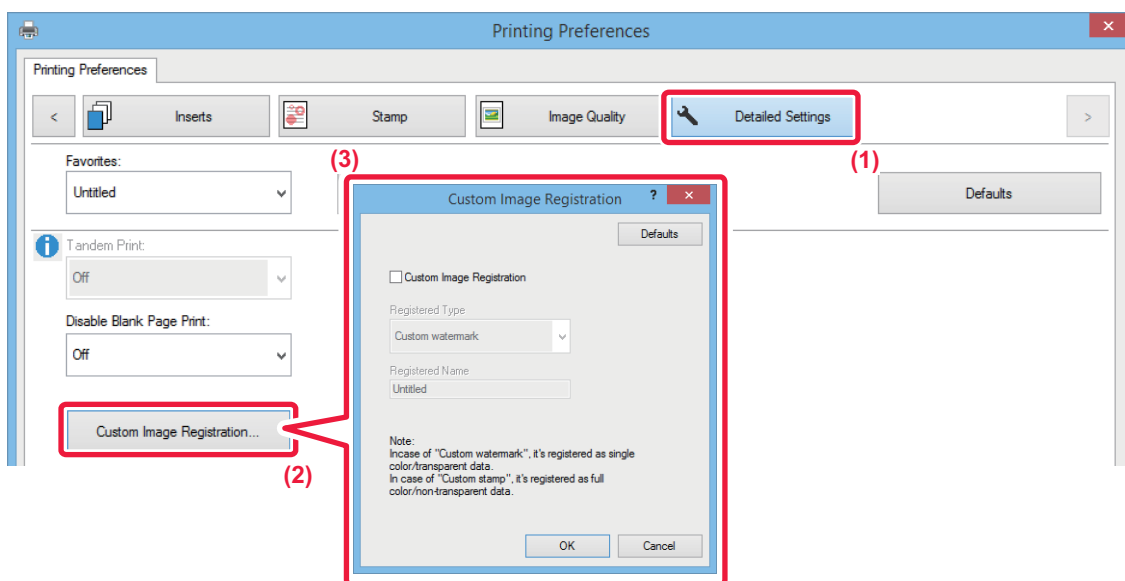 Printing Preferences
Printing Preferences
< Inserts Stamp Image Quality Detailed Settings >
(1)
Favorites:
Untitled
Defaults
Tandem Print:
Off
Disable Blank Page Print:
Off
Custom Image Registration...
(2)
(3)
Custom Image Registration ?
Defaults
Custom Image Registration
Registered Type
Custom watermark
Registered Name
Untitled
Note:
Incase of "Custom watermark", it's registered as single
color/transparent data.
In case of "Custom stamp", it's registered as full
color/non-transparent data.
OK Cancel